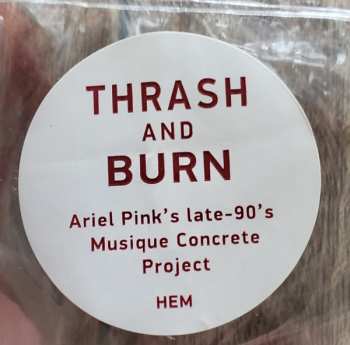 THRASH
AND
BURN
Ariel Pink's late-90's
Musique Concrete
Project
HEM